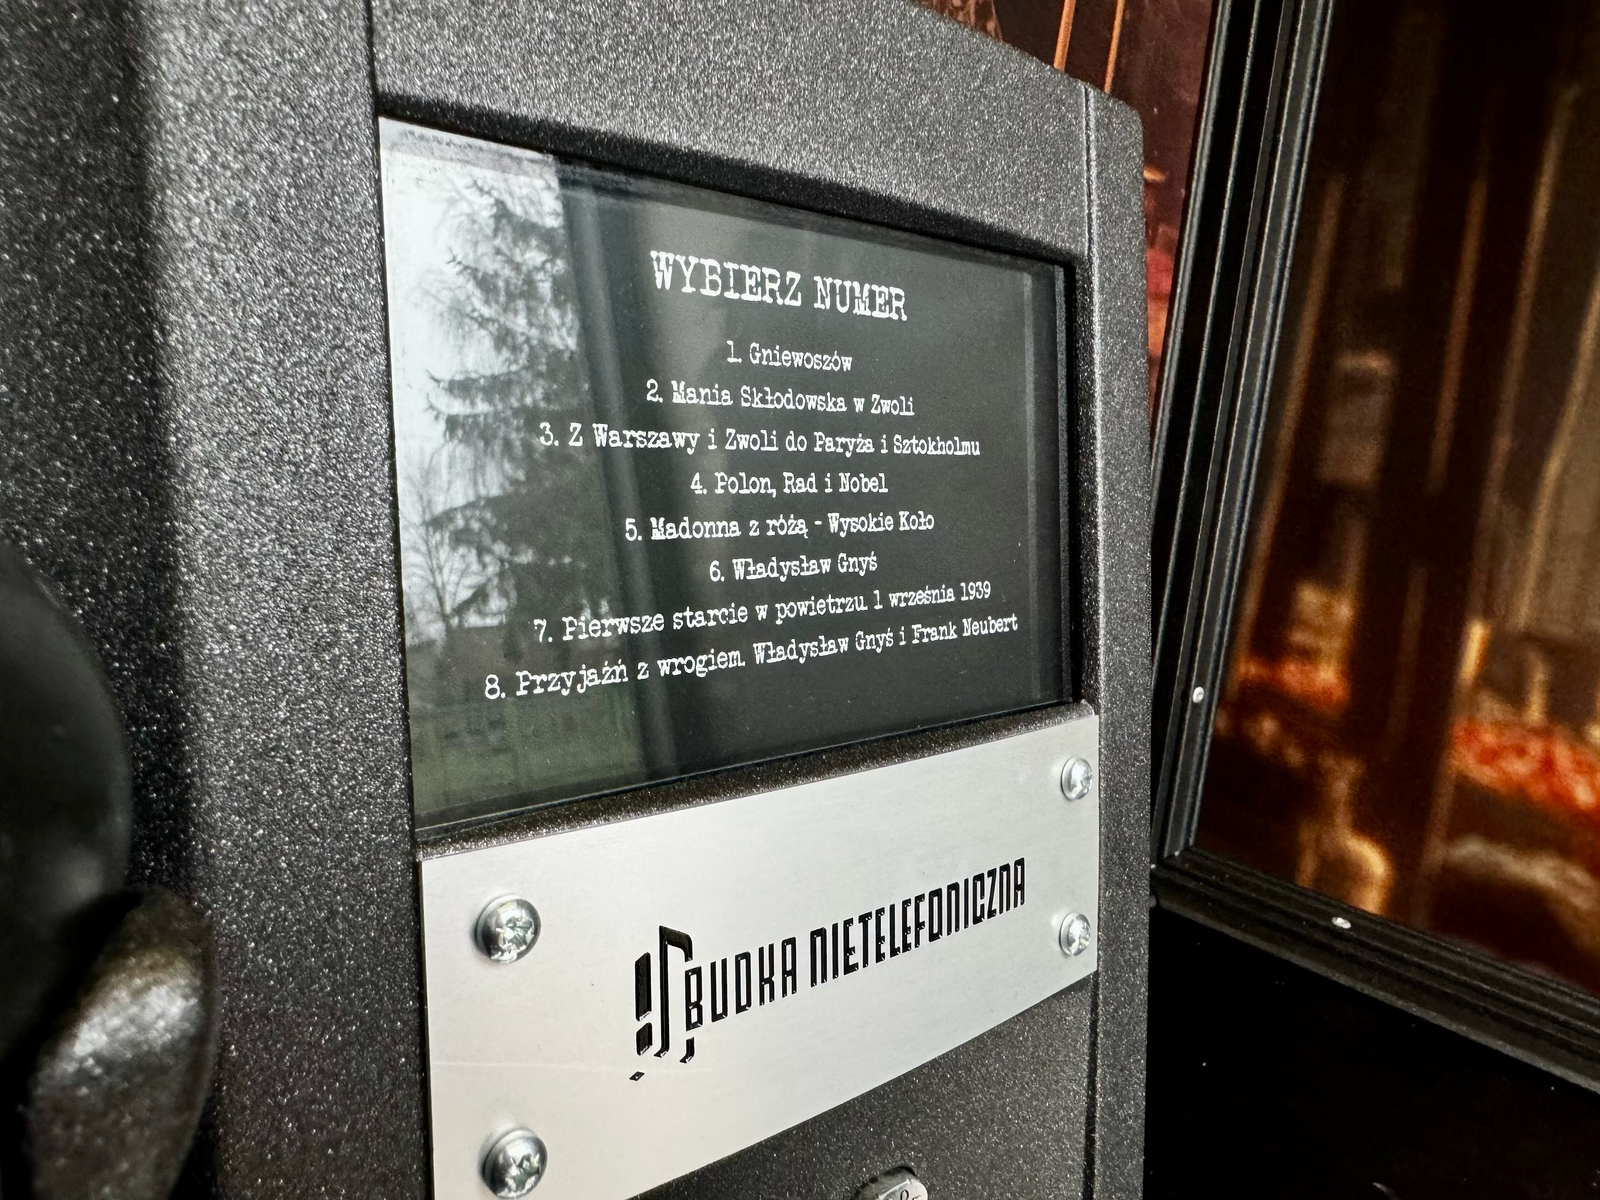 WYBIERZ NUMER
1. Gniewoszów
2. Mania Skłodowska w Zwoli
3. Z Warszawy i Zwoli do Paryża i Sztokholmu
4. Polon, Rad i Nobel
5. Madonna z różą - Wysokie Koło
6. Władysław Gnyś
7. Pierwsze starcie w powietrzu 1 września 1939
8. Przyjaźń z wrogiem. Władysław Gnyś i Frank Neubert
BUDKA NIETELEFONICZNA